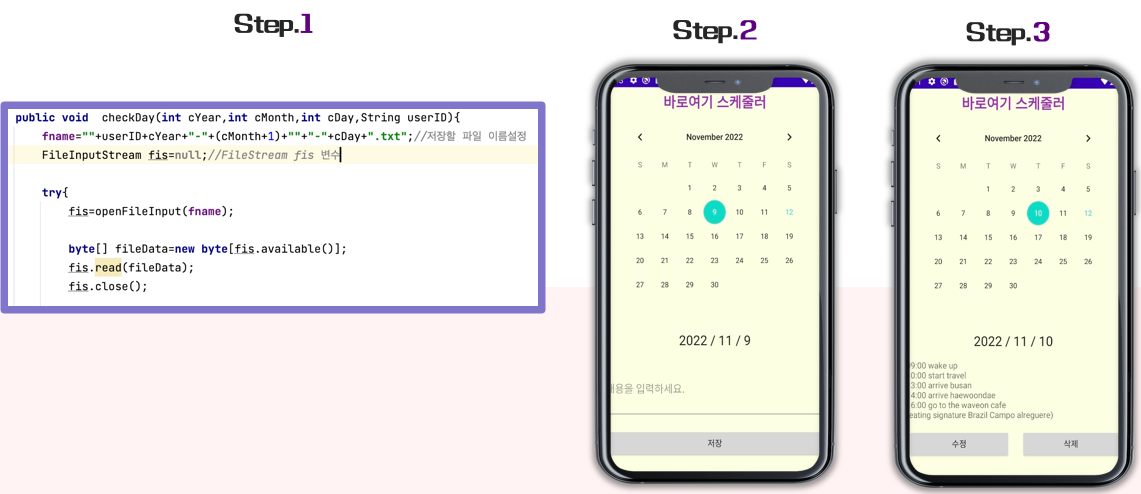 Step.1
public void checkDay(int cYear,int cMonth,int cDay,String userID){
fname=""+userID+cYear+"-"+(cMonth+1)+""+"-"+cDay+".txt";//저장할 파일 이름설정
FileInputStream fis=null;//FileStream fis 변수
try{
fis=openFileInput(fname);
byte[] fileData=new byte[fis.available()];
fis.read(fileData);
fis.close();
Step.2
바로여기 스케줄러
November 2022
S M T W T F S
1 2 3 4 5
6 7 8 9 10 11 12
13 14 15 16 17 18 19
20 21 22 23 24 25 26
27 28 29 30
2022 / 11 / 9
내용을 입력하세요.
저장
Step.3
바로여기 스케줄러
November 2022
S M T W T F S
1 2 3 4 5
6 7 8 9 10 11 12
13 14 15 16 17 18 19
20 21 22 23 24 25 26
27 28 29 30
2022 / 11 / 10
9:00 wake up
0:00 start travel
3:00 arrive busan
4:00 arrive haewoondae
6:00 go to the waveon cafe
eating signature Brazil Campo alreguere)
수정 삭제